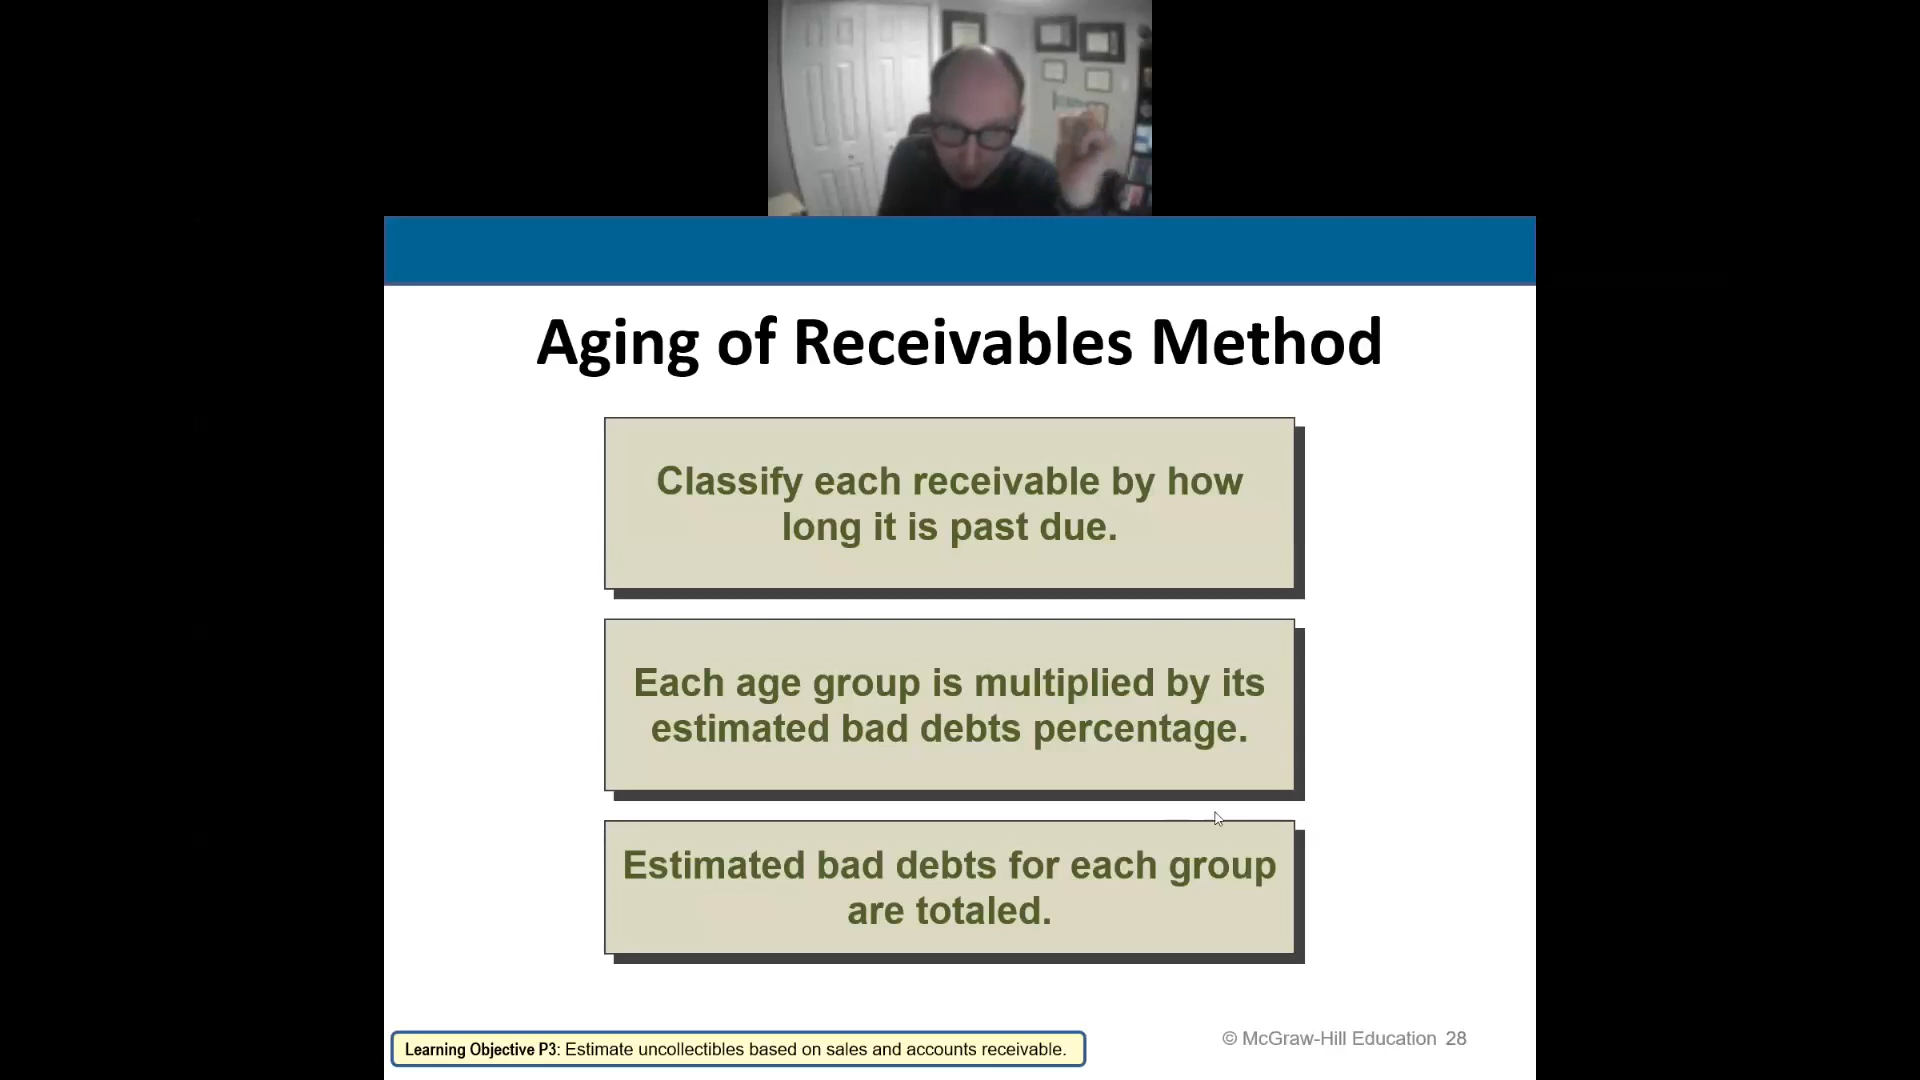 Aging of Receivables Method
Classify each receivable by how
long it is past due.
Each age group is multiplied by its
estimated bad debts percentage.
Estimated bad debts for each group
are totaled.
Learning Objective P3: Estimate uncollectibles based on sales and accounts receivable.
© McGraw-Hill Education 28